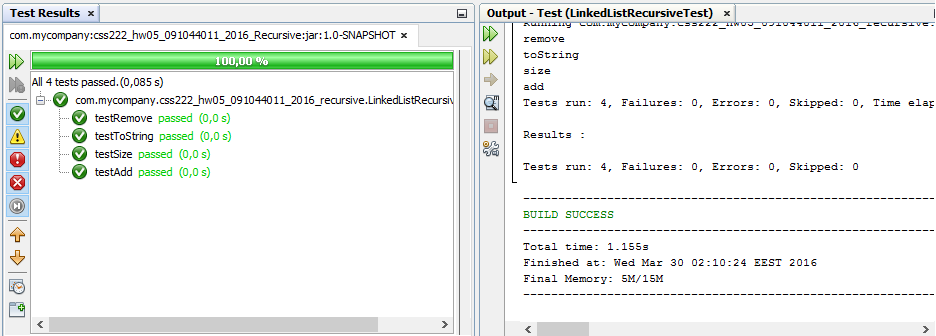 Test Results
com.mycompany:css222_hw05_091044011_2016_Recursive:jar:1.0-SNAPSHOT
100,00 %
All 4 tests passed.(0,085 s)
com.mycompany.css222_hw05_091044011_2016_recursive.LinkedListRecursiv
testRemove passed (0,0 s)
testToString passed (0,0 s)
testSize passed (0,0 s)
testAdd passed (0,0 s)
Output - Test (LinkedListRecursiveTest)
Running com.mycompany.css222_hw05_091044011_2016_recursive.
remove
toString
size
add
Tests run: 4, Failures: 0, Errors: 0, Skipped: 0, Time elap
Results :
Tests run: 4, Failures: 0, Errors: 0, Skipped: 0
------------------------------------------------------------
BUILD SUCCESS
------------------------------------------------------------
Total time: 1.155s
Finished at: Wed Mar 30 02:10:24 EEST 2016
Final Memory: 5M/15M
------------------------------------------------------------